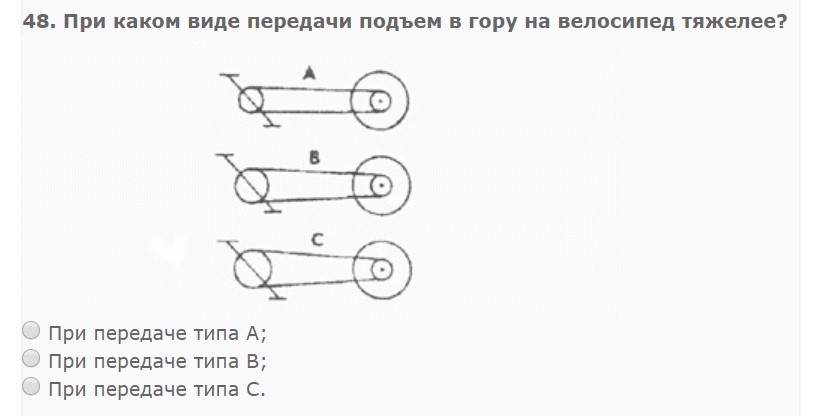 48. При каком виде передачи подъем в гору на велосипед тяжелее?
A
B
C
При передаче типа А;
При передаче типа В;
При передаче типа С.